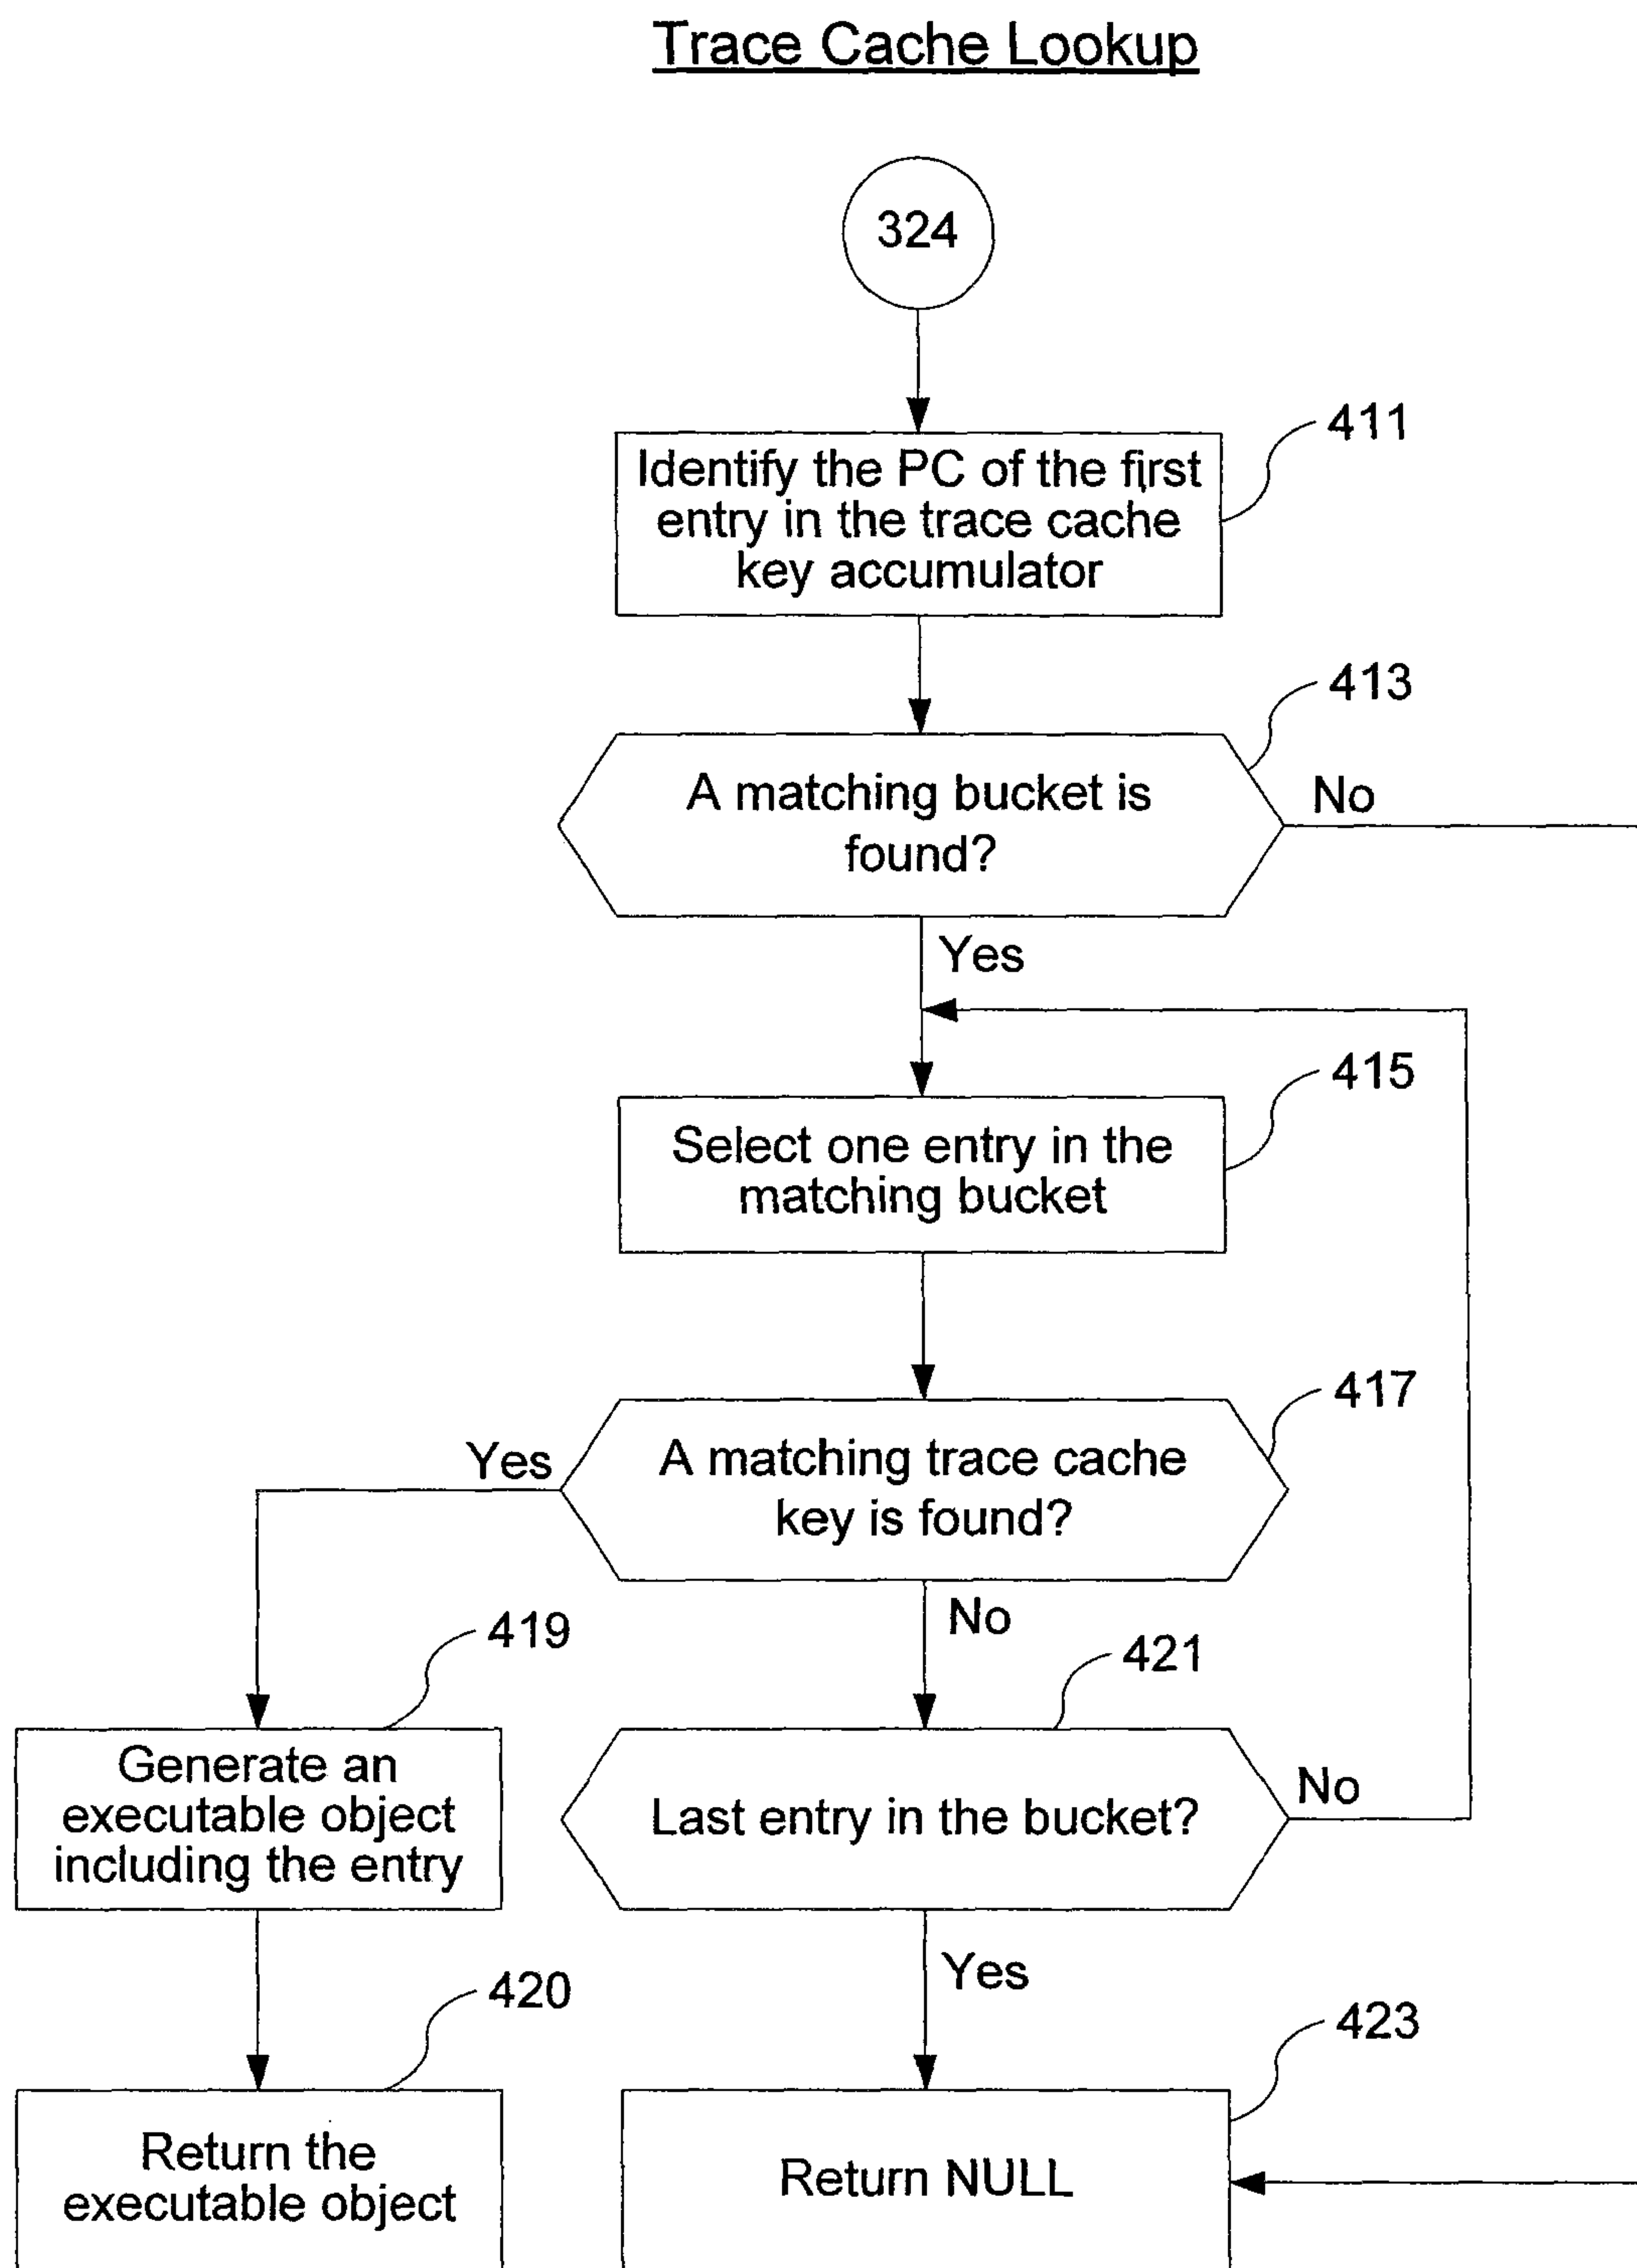 Trace Cache Lookup
324
411
Identify the PC of the first
entry in the trace cache
key accumulator
413
A matching bucket is
found?
No
Yes
415
Select one entry in the
matching bucket
417
A matching trace cache
key is found?
Yes
No
419
421
Generate an
executable object
including the entry
Last entry in the bucket?
No
Yes
420
423
Return the
executable object
Return NULL